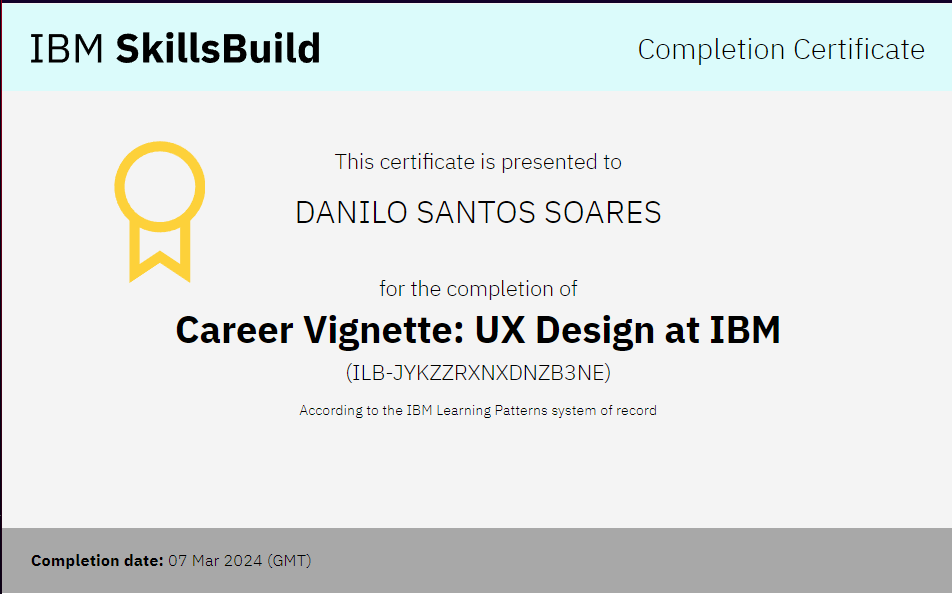 IBM SkillsBuild
Completion Certificate
This certificate is presented to
DANILO SANTOS SOARES
for the completion of
Career Vignette: UX Design at IBM
(ILB-JYKZZRXNXDNZB3NE)
According to the IBM Learning Patterns system of record
Completion date: 07 Mar 2024 (GMT)